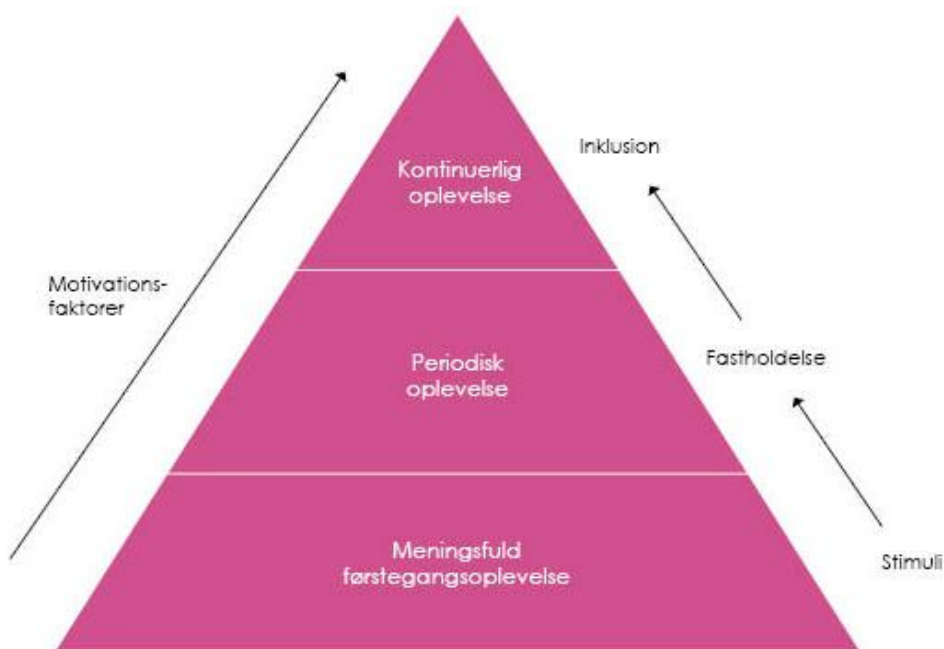 Inklusion
Kontinuerlig
oplevelse
Motivations-
faktorer
Periodisk
oplevelse
Fastholdelse
Meningsfuld
førstegangsoplevelse
Stimuli